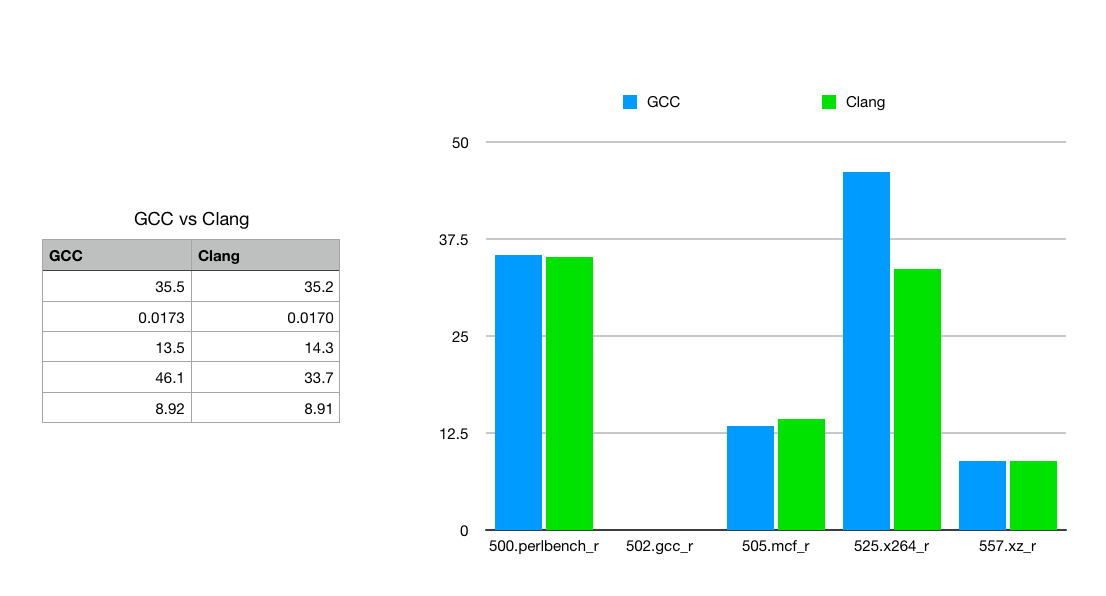 GCC vs Clang
GCC Clang
35.5 35.2
0.0173 0.0170
13.5 14.3
46.1 33.7
8.92 8.91
GCC Clang
50
37.5
25
12.5
0
500.perlbench_r 502.gcc_r 505.mcf_r 525.x264_r 557.xz_r